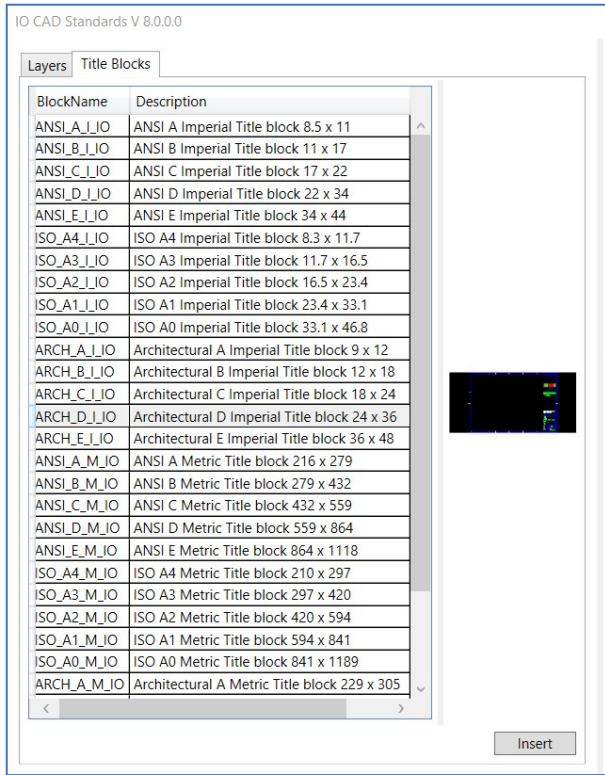 IO CAD Standards V 8.0.0.0
Layers Title Blocks
BlockName Description
ANSI_A_I_IO ANSI A Imperial Title block 8.5 x 11
ANSI_B_I_IO ANSI B Imperial Title block 11 x 17
ANSI_C_I_IO ANSI C Imperial Title block 17 x 22
ANSI_D_I_IO ANSI D Imperial Title block 22 x 34
ANSI_E_I_IO ANSI E Imperial Title block 34 x 44
ISO_A4_I_IO ISO A4 Imperial Title block 8.3 x 11.7
ISO_A3_I_IO ISO A3 Imperial Title block 11.7 x 16.5
ISO_A2_I_IO ISO A2 Imperial Title block 16.5 x 23.4
ISO_A1_I_IO ISO A1 Imperial Title block 23.4 x 33.1
ISO_A0_I_IO ISO A0 Imperial Title block 33.1 x 46.8
ARCH_A_I_IO Architectural A Imperial Title block 9 x 12
ARCH_B_I_IO Architectural B Imperial Title block 12 x 18
ARCH_C_I_IO Architectural C Imperial Title block 18 x 24
ARCH_D_I_IO Architectural D Imperial Title block 24 x 36
ARCH_E_I_IO Architectural E Imperial Title block 36 x 48
ANSI_A_M_IO ANSI A Metric Title block 216 x 279
ANSI_B_M_IO ANSI B Metric Title block 279 x 432
ANSI_C_M_IO ANSI C Metric Title block 432 x 559
ANSI_D_M_IO ANSI D Metric Title block 559 x 864
ANSI_E_M_IO ANSI E Metric Title block 864 x 1118
ISO_A4_M_IO ISO A4 Metric Title block 210 x 297
ISO_A3_M_IO ISO A3 Metric Title block 297 x 420
ISO_A2_M_IO ISO A2 Metric Title block 420 x 594
ISO_A1_M_IO ISO A1 Metric Title block 594 x 841
ISO_A0_M_IO ISO A0 Metric Title block 841 x 1189
ARCH_A_M_IO Architectural A Metric Title block 229 x 305
Insert